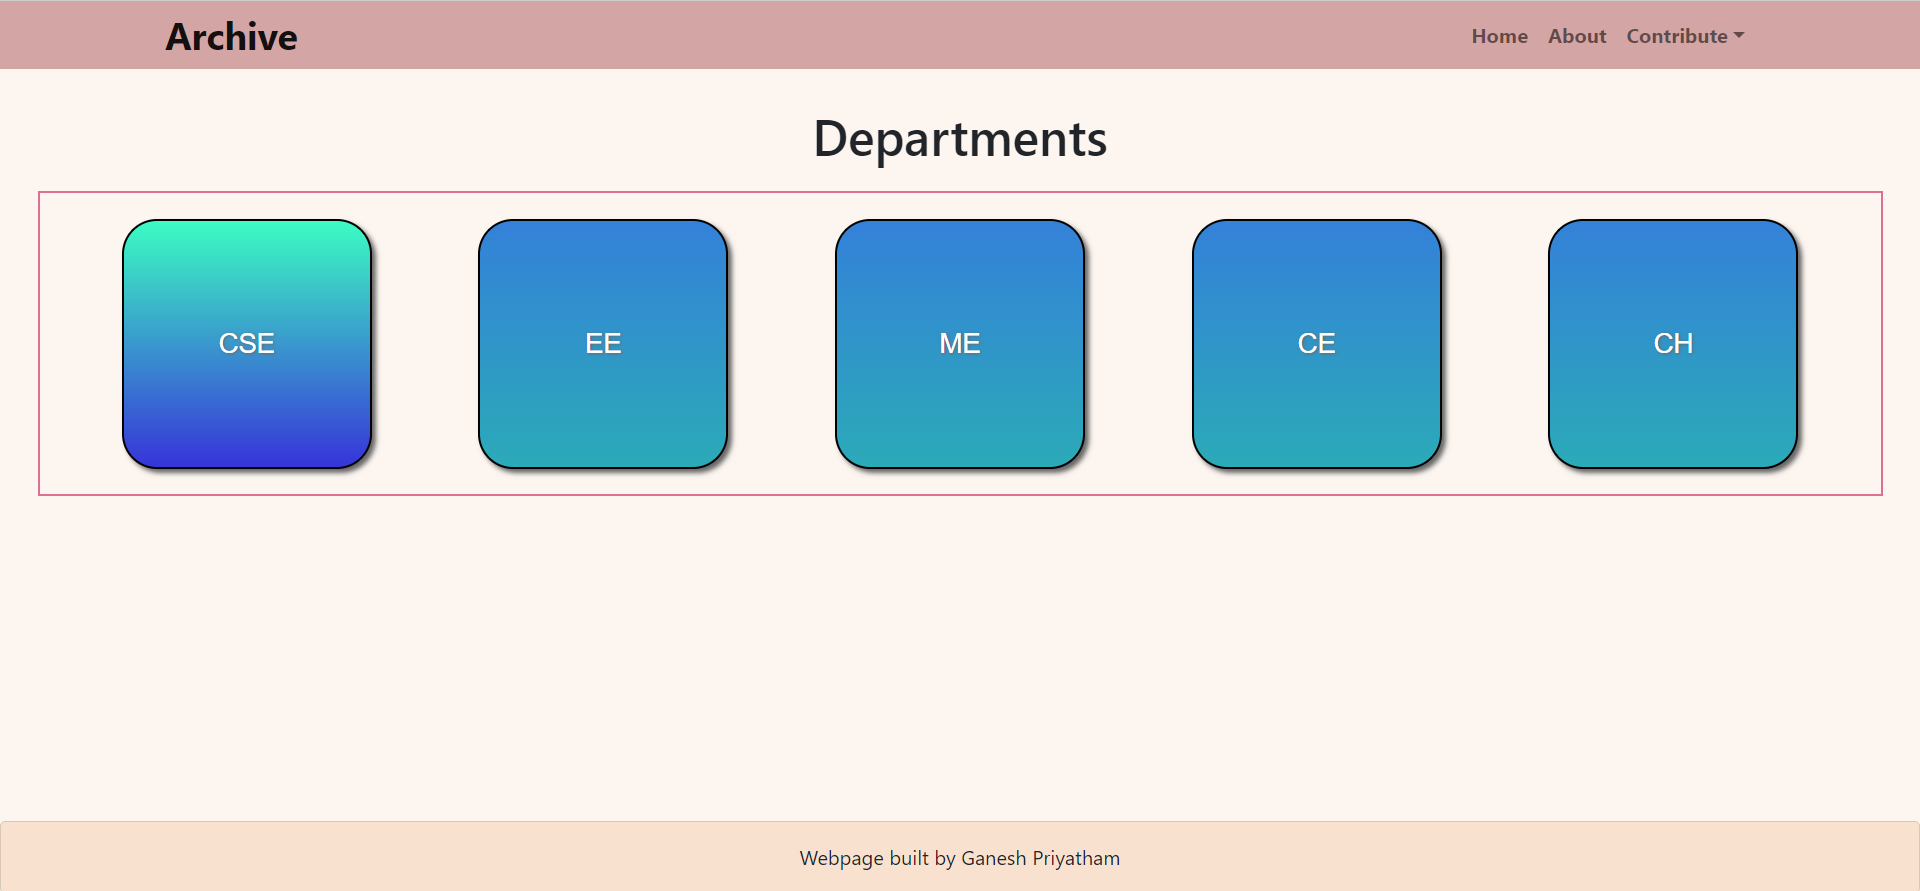 Archive
Home About Contribute
Departments
CSE EE ME CE CH
Webpage built by Ganesh Priyatham